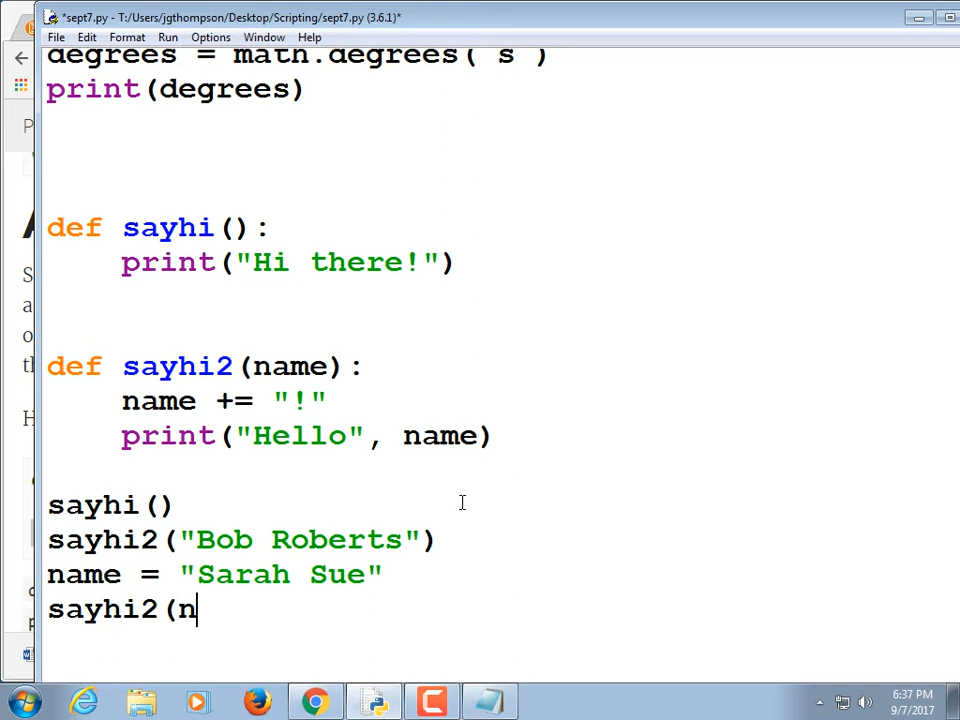 *sept7.py - T:/Users/jgthompson/Desktop/Scripting/sept7.py (3.6.1)*
File Edit Format Run Options Window Help
degrees = math.degrees( s )
print(degrees)
def sayhi():
print("Hi there!")
def sayhi2(name):
name += "!"
print("Hello", name)
sayhi()
sayhi2("Bob Roberts")
name = "Sarah Sue"
sayhi2(n
6:37 PM
9/7/2017